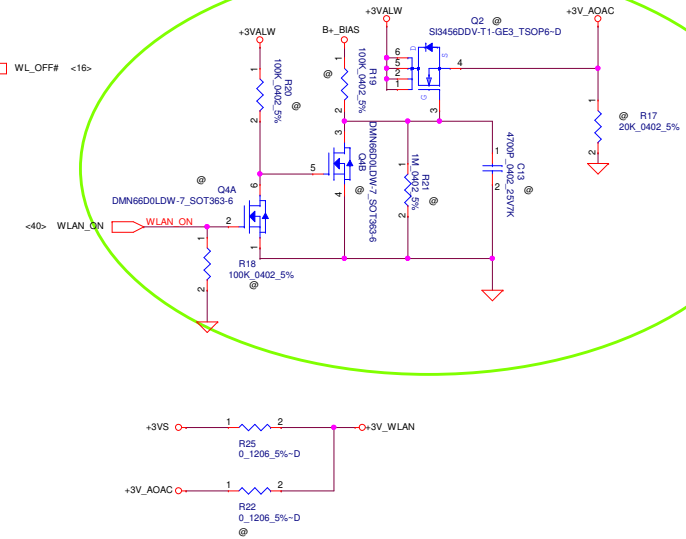 +3VALW
Q2 @
+3V_AOAC
SI3456DDV-T1-GE3_TSOP6~D
+3VALW
B+_BIAS
WL_OFF# <16>
1
R20
100K_0402_5%
@
2
1
R19
100K_0402_5%
@
2
6
5
2
1
D
S
G
4
3
1
@ R17
20K_0402_5%
2
3
Q4B
DMN66D0LDW-7_SOT363-6
5
@
4
1
R21
1M_0402_5%
@
2
1
C13
4700P_0402_25V7K
@
2
@
Q4A
6
DMN66D0LDW-7_SOT363-6
<40> WLAN_ON
WLAN_ON
2
1
1
R18
100K_0402_5%
@
2
+3VS
1
2
+3V_WLAN
R25
0_1206_5%~D
+3V_AOAC
1
2
R22
0_1206_5%~D
@